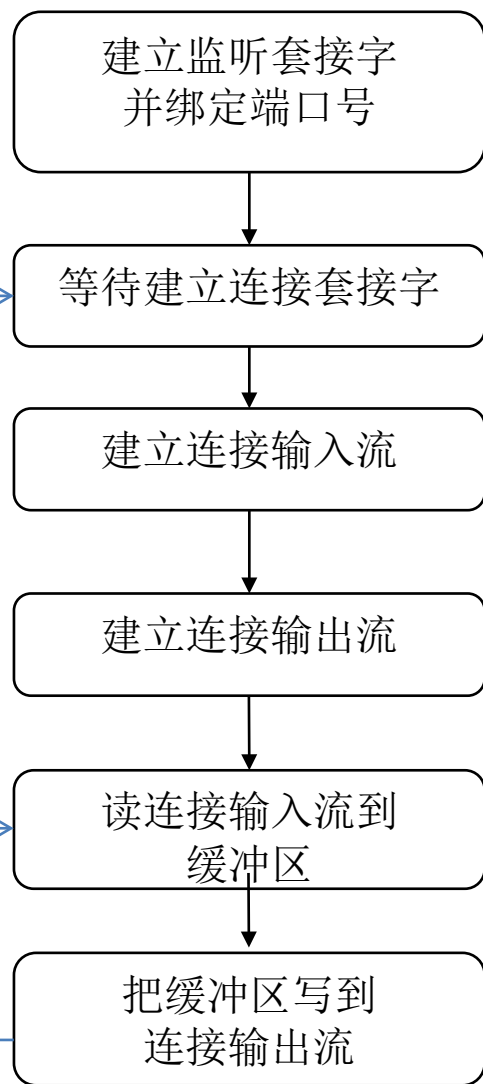 建立监听套接字
并绑定端口号
等待建立连接套接字
建立连接输入流
建立连接输出流
读连接输入流到
缓冲区
把缓冲区写到
连接输出流